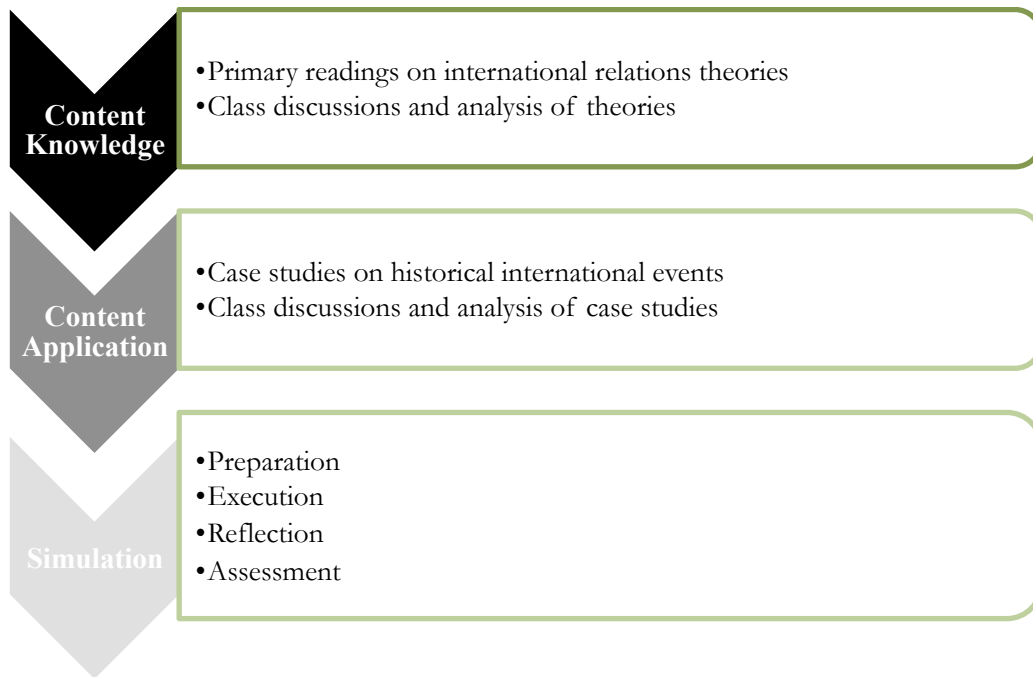 Content
Knowledge
•Primary readings on international relations theories
•Class discussions and analysis of theories
Content
Application
•Case studies on historical international events
•Class discussions and analysis of case studies
Simulation
•Preparation
•Execution
•Reflection
•Assessment